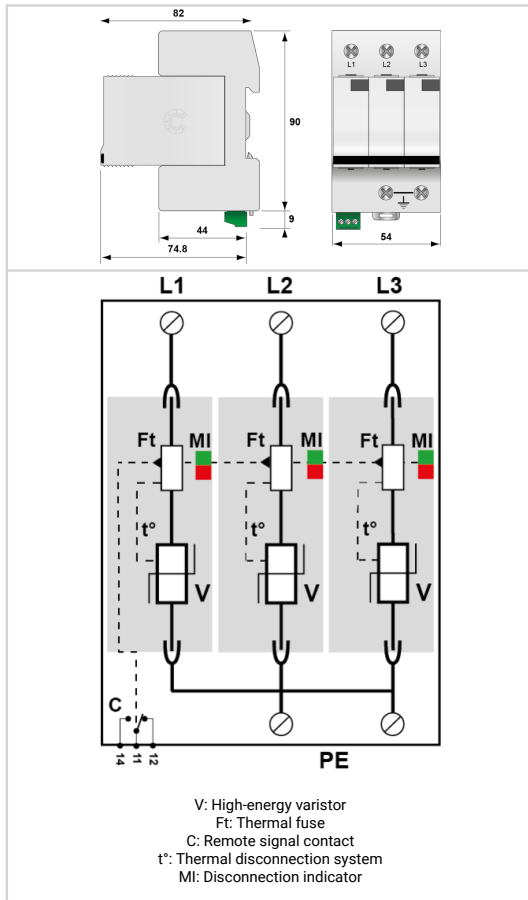 82
L1 L2 L3
90
9
44
74.8
54
L1 L2 L3
Ft MI Ft MI Ft MI
t° t° t°
V V V
C
14 11 12
PE
V: High-energy varistor
Ft: Thermal fuse
C: Remote signal contact
t°: Thermal disconnection system
MI: Disconnection indicator